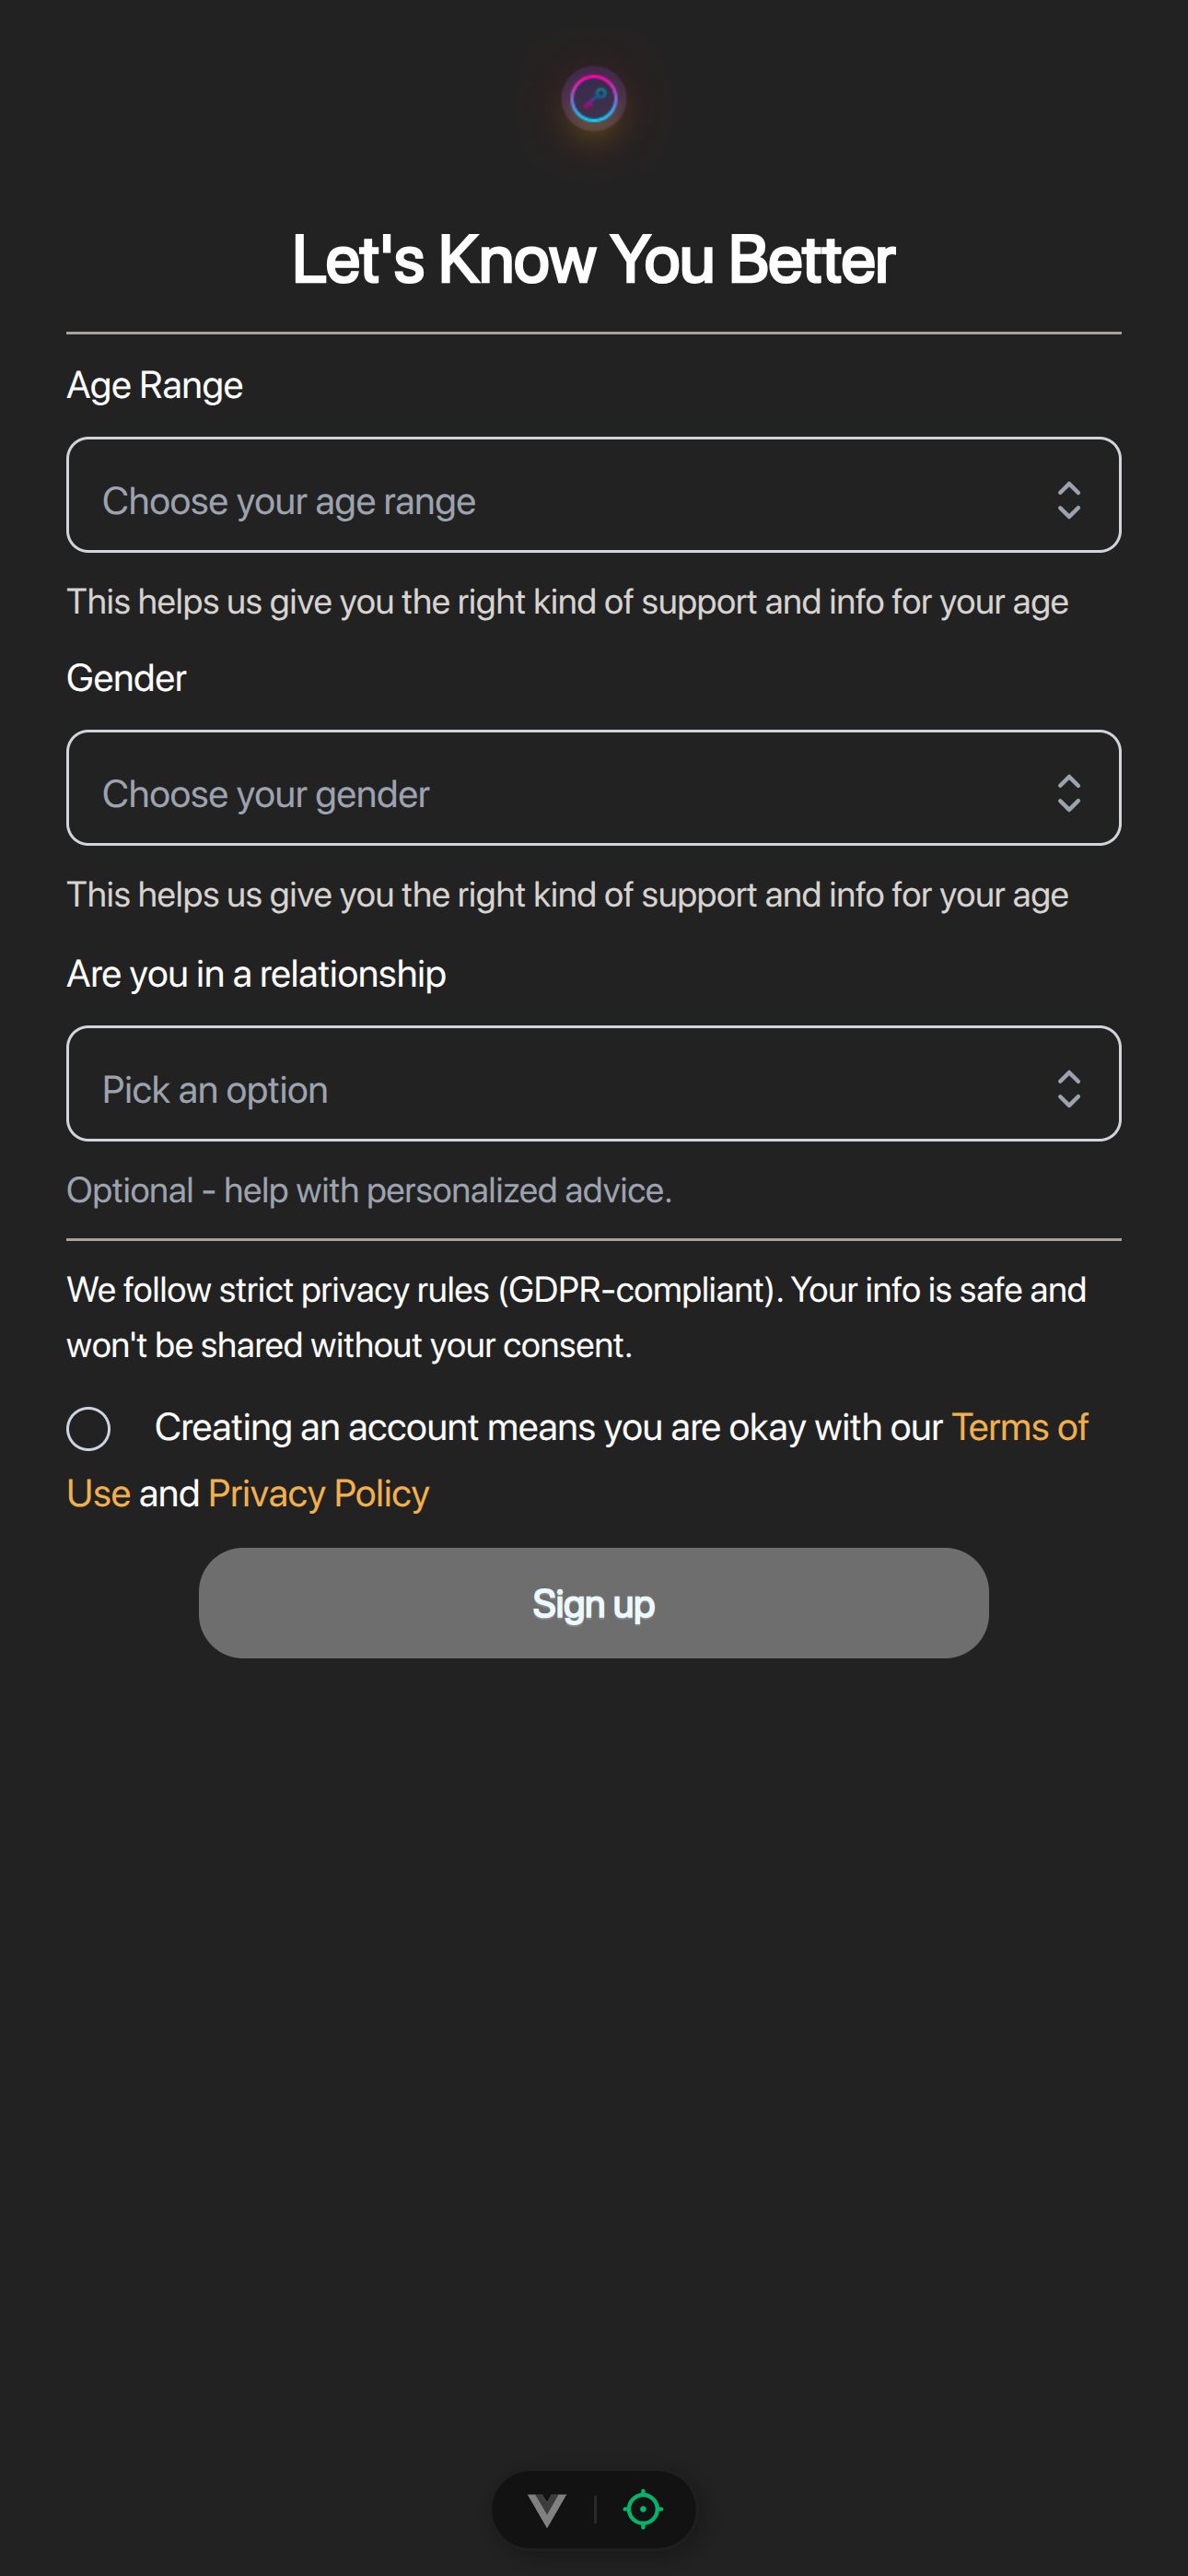 Let's Know You Better
Age Range
Choose your age range
This helps us give you the right kind of support and info for your age
Gender
Choose your gender
This helps us give you the right kind of support and info for your age
Are you in a relationship
Pick an option
Optional - help with personalized advice.
We follow strict privacy rules (GDPR-compliant). Your info is safe and
won't be shared without your consent.
Creating an account means you are okay with our Terms of
Use and Privacy Policy
Sign up